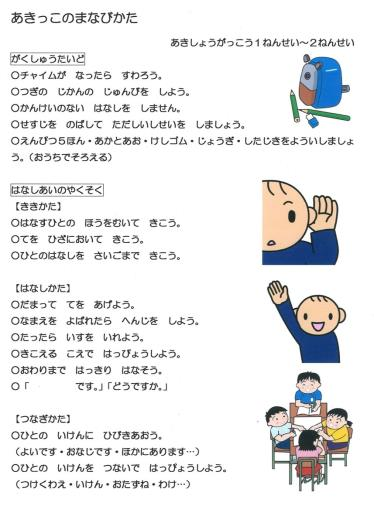 あきっこのまなびかた
あきしょうがっこう１ねんせい～２ねんせい
がくしゅうたいど
○チャイムが　なったら　すわろう。
○つぎの　じかんの　じゅんびを　しよう。
○かんけいのない　はなしを　しません。
○せすじを　のばして　ただしいしせいを　しましょう。
○えんぴつ５ほん・あかとあお・けしゴム・じょうぎ・したじきをよういしましょ
う。（おうちでそろえる）
はなしあいのやくそく
【ききかた】
○はなすひとの　ほうをむいて　きこう。
○てを　ひざにおいて　きこう。
○ひとのはなしを　さいごまで　きこう。
【はなしかた】
○だまって　てを　あげよう。
○なまえを　よばれたら　へんじを　しよう。
○たったら　いすを　いれよう。
○きこえる　こえで　はっぴょうしよう。
○おわりまで　はっきり　はなそう。
○「　　　　　　です。」「どうですか。」
【つなぎかた】
○ひとの　いけんに　ひびきあおう。
（よいです・おなじです・ほかにあります…）
○ひとの　いけんを　つないで　はっぴょうしよう。
（つけくわえ・いけん・おたずね・わけ…）